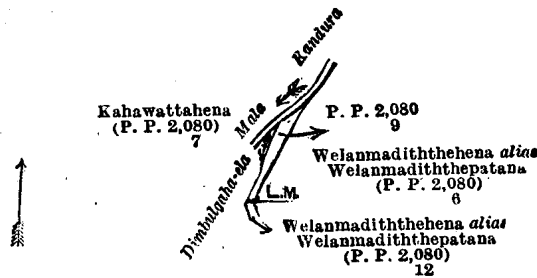 Mala Kandura
Kahawattahena
(P. P. 2,080)
7
P. P. 2,080
9
Welanmadiththehena alias
Welanmadiththepatana
(P. P. 2,080)
6
Dimbulgaha-ela
L.M.
Welanmadiththehena alias
Welanmadiththepatana
(P. P. 2,080)
12